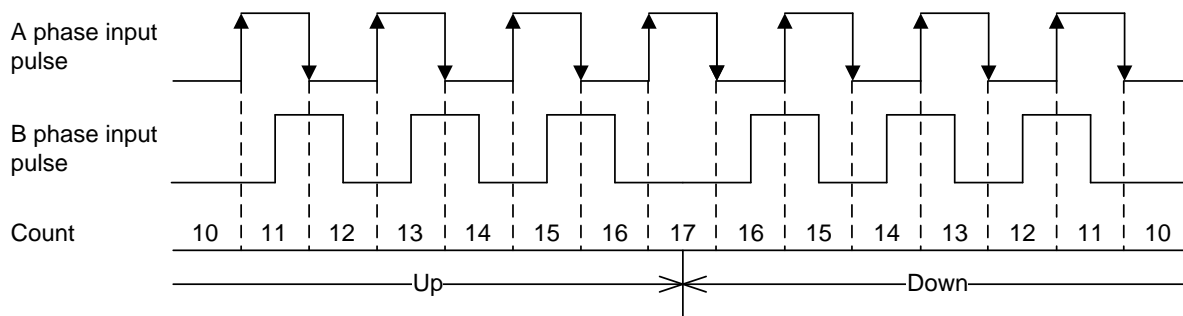 A phase input
pulse
B phase input
pulse
Count 10 11 12 13 14 15 16 17 16 15 14 13 12 11 10
Up Down